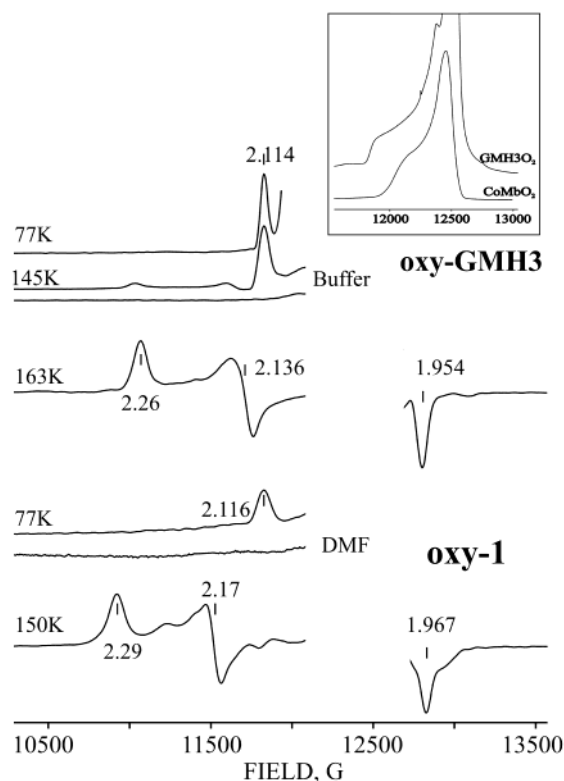 GMH3O₂
CoMbO₂
12000 12500 13000
2.114
77K
oxy-GMH3
145K
Buffer
163K
2.136
1.954
2.26
77K
2.116
DMF
oxy-1
2.17
150K
1.967
2.29
10500 11500 12500 13500
FIELD, G